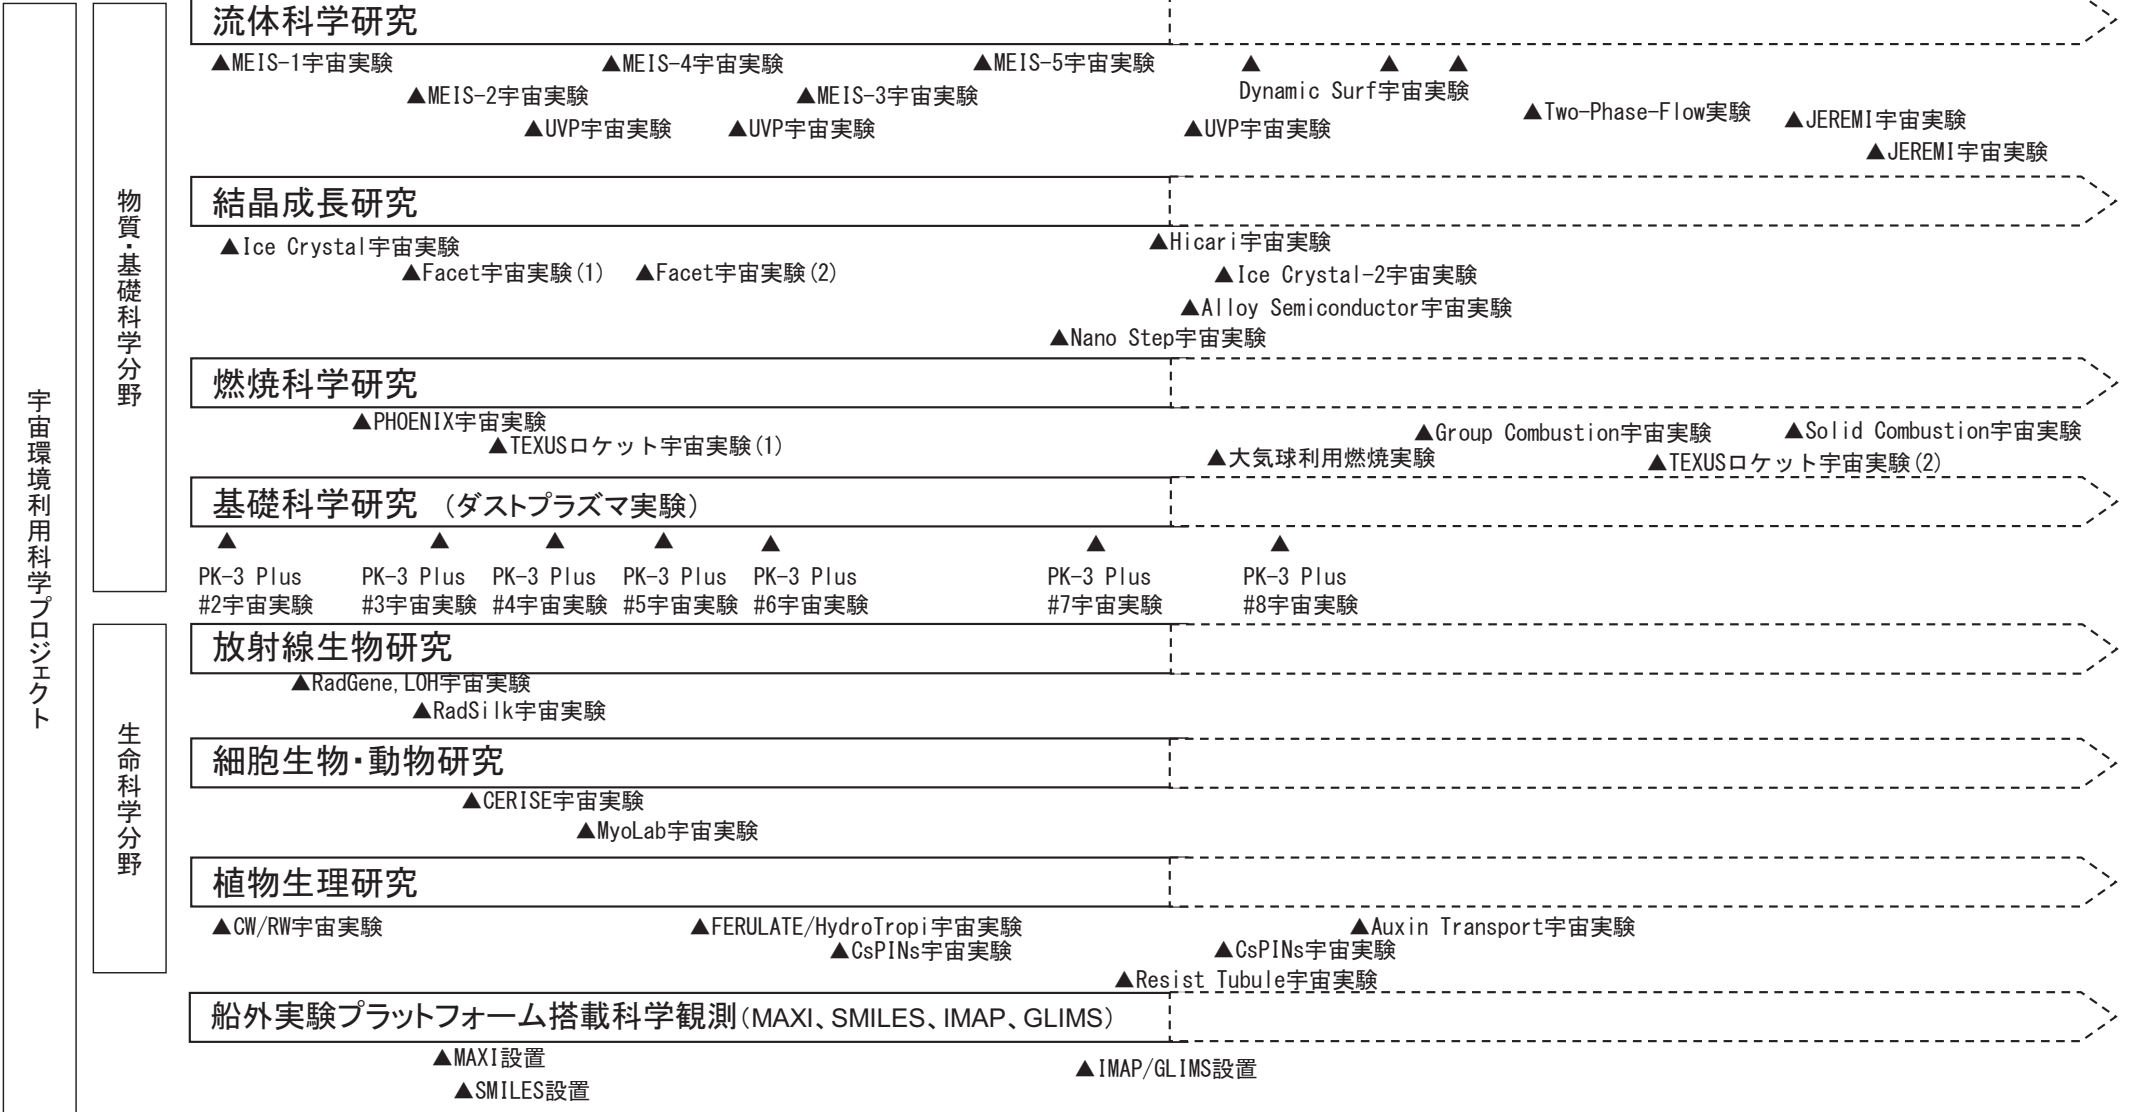 宇宙環境利用科学プロジェクト
物質・基礎科学分野
流体科学研究
▲MEIS-1宇宙実験
▲MEIS-4宇宙実験
▲MEIS-5宇宙実験
▲ ▲ ▲
Dynamic Surf宇宙実験
▲MEIS-2宇宙実験
▲MEIS-3宇宙実験
▲Two-Phase-Flow実験
▲JEREMI宇宙実験
▲UVP宇宙実験
▲UVP宇宙実験
▲UVP宇宙実験
▲JEREMI宇宙実験
結晶成長研究
▲Ice Crystal宇宙実験
▲Hicari宇宙実験
▲Facet宇宙実験(1)
▲Facet宇宙実験(2)
▲Ice Crystal-2宇宙実験
▲Alloy Semiconductor宇宙実験
▲Nano Step宇宙実験
燃焼科学研究
▲PHOENIX宇宙実験
▲TEXUSロケット宇宙実験(1)
▲Group Combustion宇宙実験
▲Solid Combustion宇宙実験
▲大気球利用燃焼実験
▲TEXUSロケット宇宙実験(2)
基礎科学研究 (ダストプラズマ実験)
▲ ▲ ▲ ▲ ▲ ▲ ▲
PK-3 Plus
#2宇宙実験
PK-3 Plus
#3宇宙実験
PK-3 Plus
#4宇宙実験
PK-3 Plus
#5宇宙実験
PK-3 Plus
#6宇宙実験
PK-3 Plus
#7宇宙実験
PK-3 Plus
#8宇宙実験
生命科学分野
放射線生物研究
▲RadGene,LOH宇宙実験
▲RadSilk宇宙実験
細胞生物・動物研究
▲CERISE宇宙実験
▲MyoLab宇宙実験
植物生理研究
▲CW/RW宇宙実験
▲FERULATE/HydroTropi宇宙実験
▲Auxin Transport宇宙実験
▲CsPINs宇宙実験
▲CsPINs宇宙実験
▲Resist Tubule宇宙実験
船外実験プラットフォーム搭載科学観測(MAXI、SMILES、IMAP、GLIMS)
▲MAXI設置
▲IMAP/GLIMS設置
▲SMILES設置